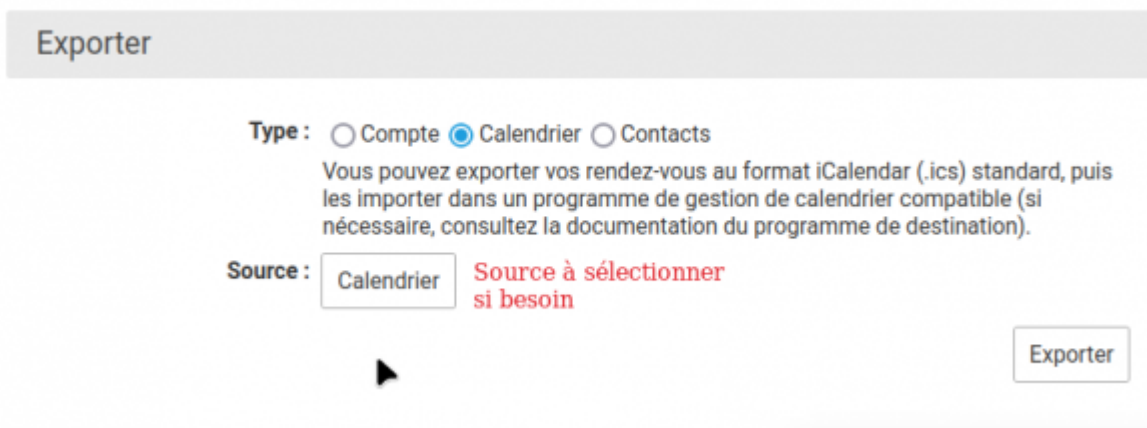 Exporter
Type : Compte Calendrier Contacts
Vous pouvez exporter vos rendez-vous au format iCalendar (.ics) standard, puis
les importer dans un programme de gestion de calendrier compatible (si
nécessaire, consultez la documentation du programme de destination).
Source : Calendrier Source à sélectionner
si besoin
Exporter